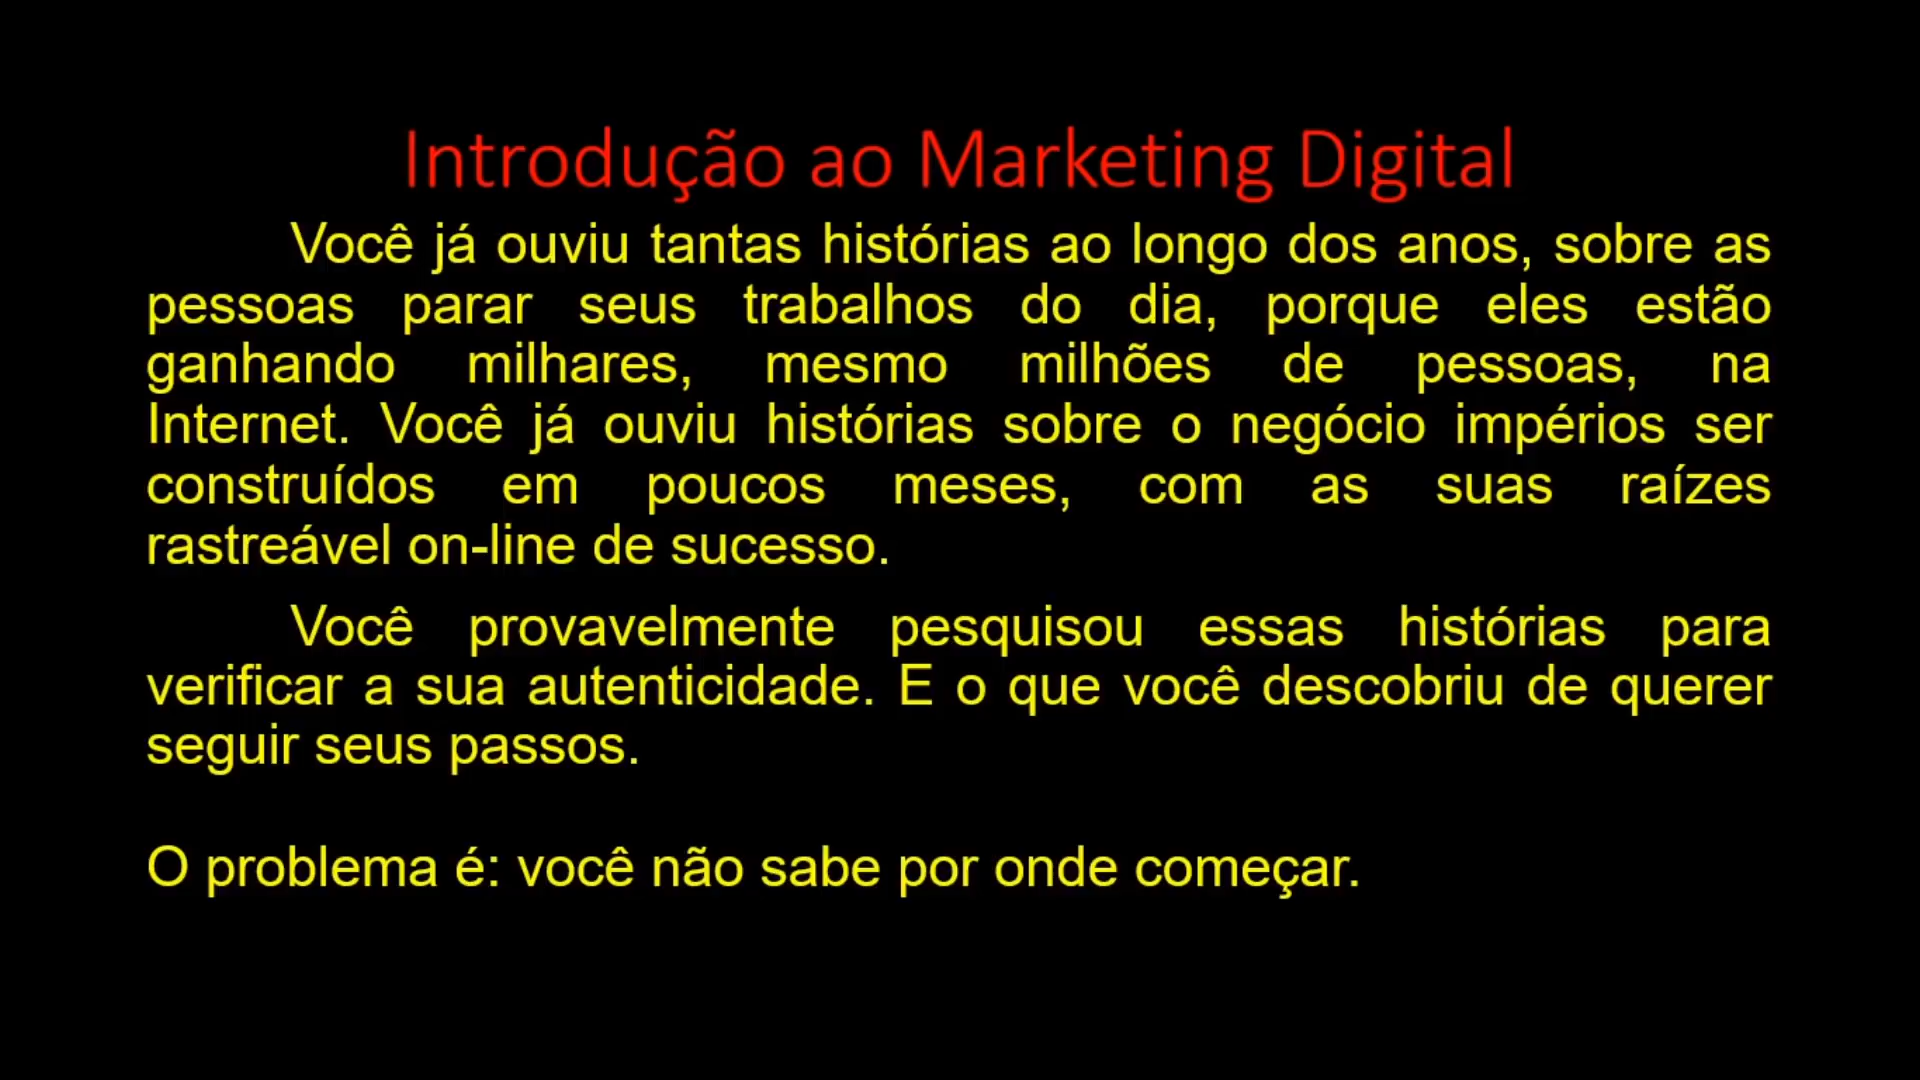 Introdução ao Marketing Digital
Você já ouviu tantas histórias ao longo dos anos, sobre as
pessoas parar seus trabalhos do dia, porque eles estão
ganhando milhares, mesmo milhões de pessoas, na
Internet. Você já ouviu histórias sobre o negócio impérios ser
construídos em poucos meses, com as suas raízes
rastreável on-line de sucesso.
Você provavelmente pesquisou essas histórias para
verificar a sua autenticidade. E o que você descobriu de querer
seguir seus passos.
O problema é: você não sabe por onde começar.